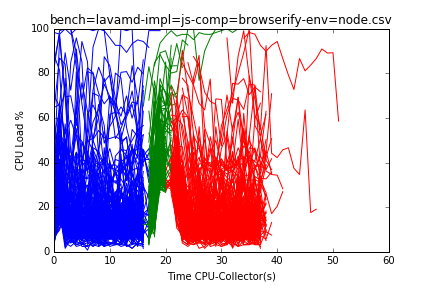 bench=lavamd-impl=js-comp=browserify-env=node.csv
100
80
60
40
20
0
CPU Load %
0 10 20 30 40 50 60
Time CPU-Collector(s)